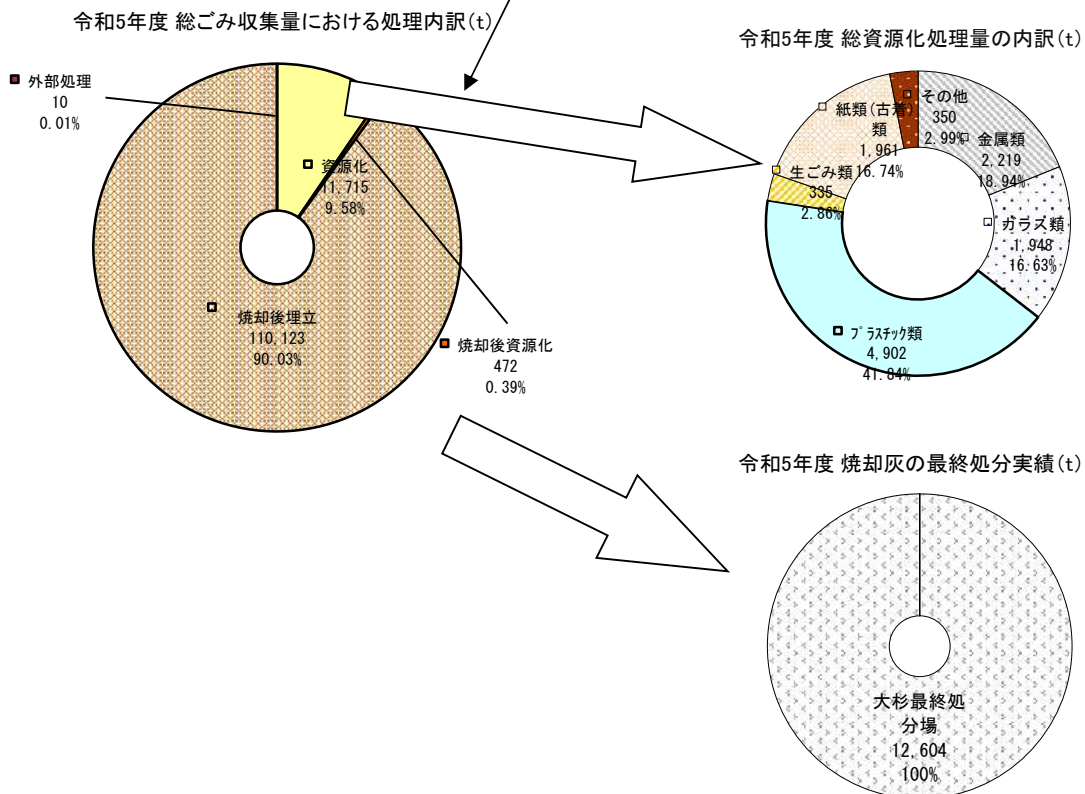 令和5年度 総ごみ収集量における処理内訳(t)
外部処理
10
0.01%
資源化
11,715
9.58%
焼却後埋立
110,123
90.03%
焼却後資源化
472
0.39%
令和5年度 総資源化処理量の内訳(t)
その他
350
2.99%
紙類(古着)
類
1,961
16.74%
金属類
2,219
18.94%
生ごみ類
335
2.86%
ガラス類
1,948
16.63%
プラスチック類
4,902
41.84%
令和5年度 焼却灰の最終処分実績(t)
大杉最終処
分場
12,604
100%